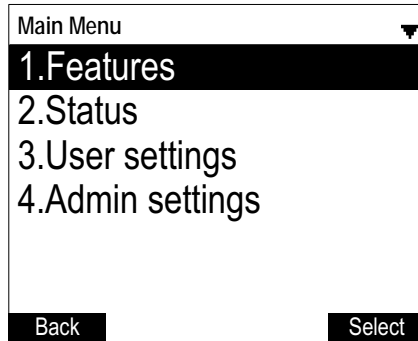 Main Menu
1.Features
2.Status
3.User settings
4.Admin settings
Back Select